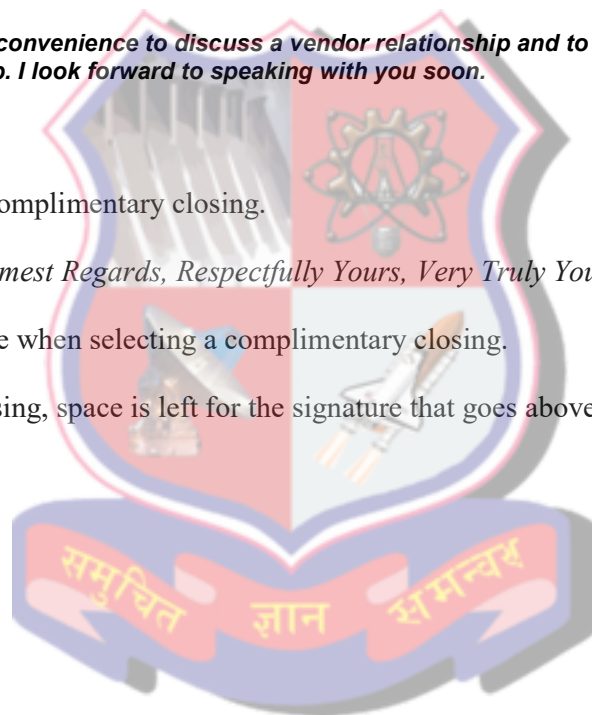 convenience to discuss a vendor relationship and to
I look forward to speaking with you soon.
omplimentary closing.
mest Regards, Respectfully Yours, Very Truly You
e when selecting a complimentary closing.
sing, space is left for the signature that goes above
समुचित ज्ञान समन्वय